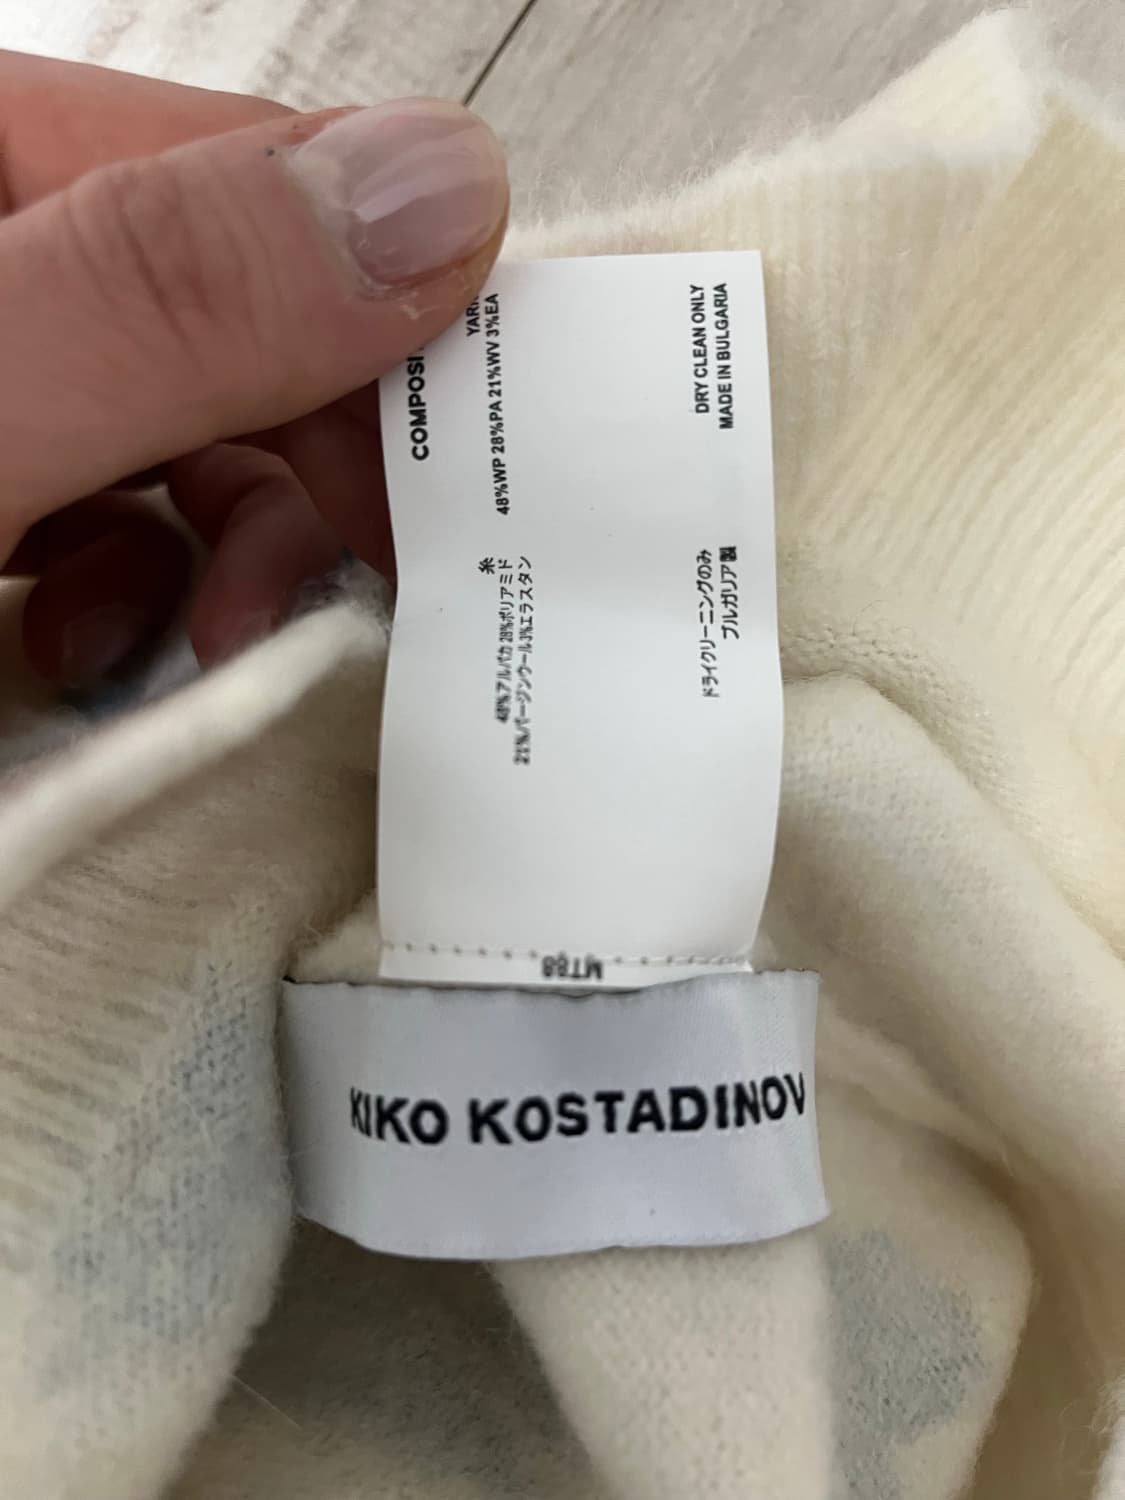 COMPOSI
YARN
48%WP 28%PA 21%WV 3%EA
糸
48%アルパカ 28%ポリアミド
21%バージンウール3%エラスタン
DRY CLEAN ONLY
MADE IN BULGARIA
ドライクリーニングのみ
ブルガリア製
KIKO KOSTADINOV